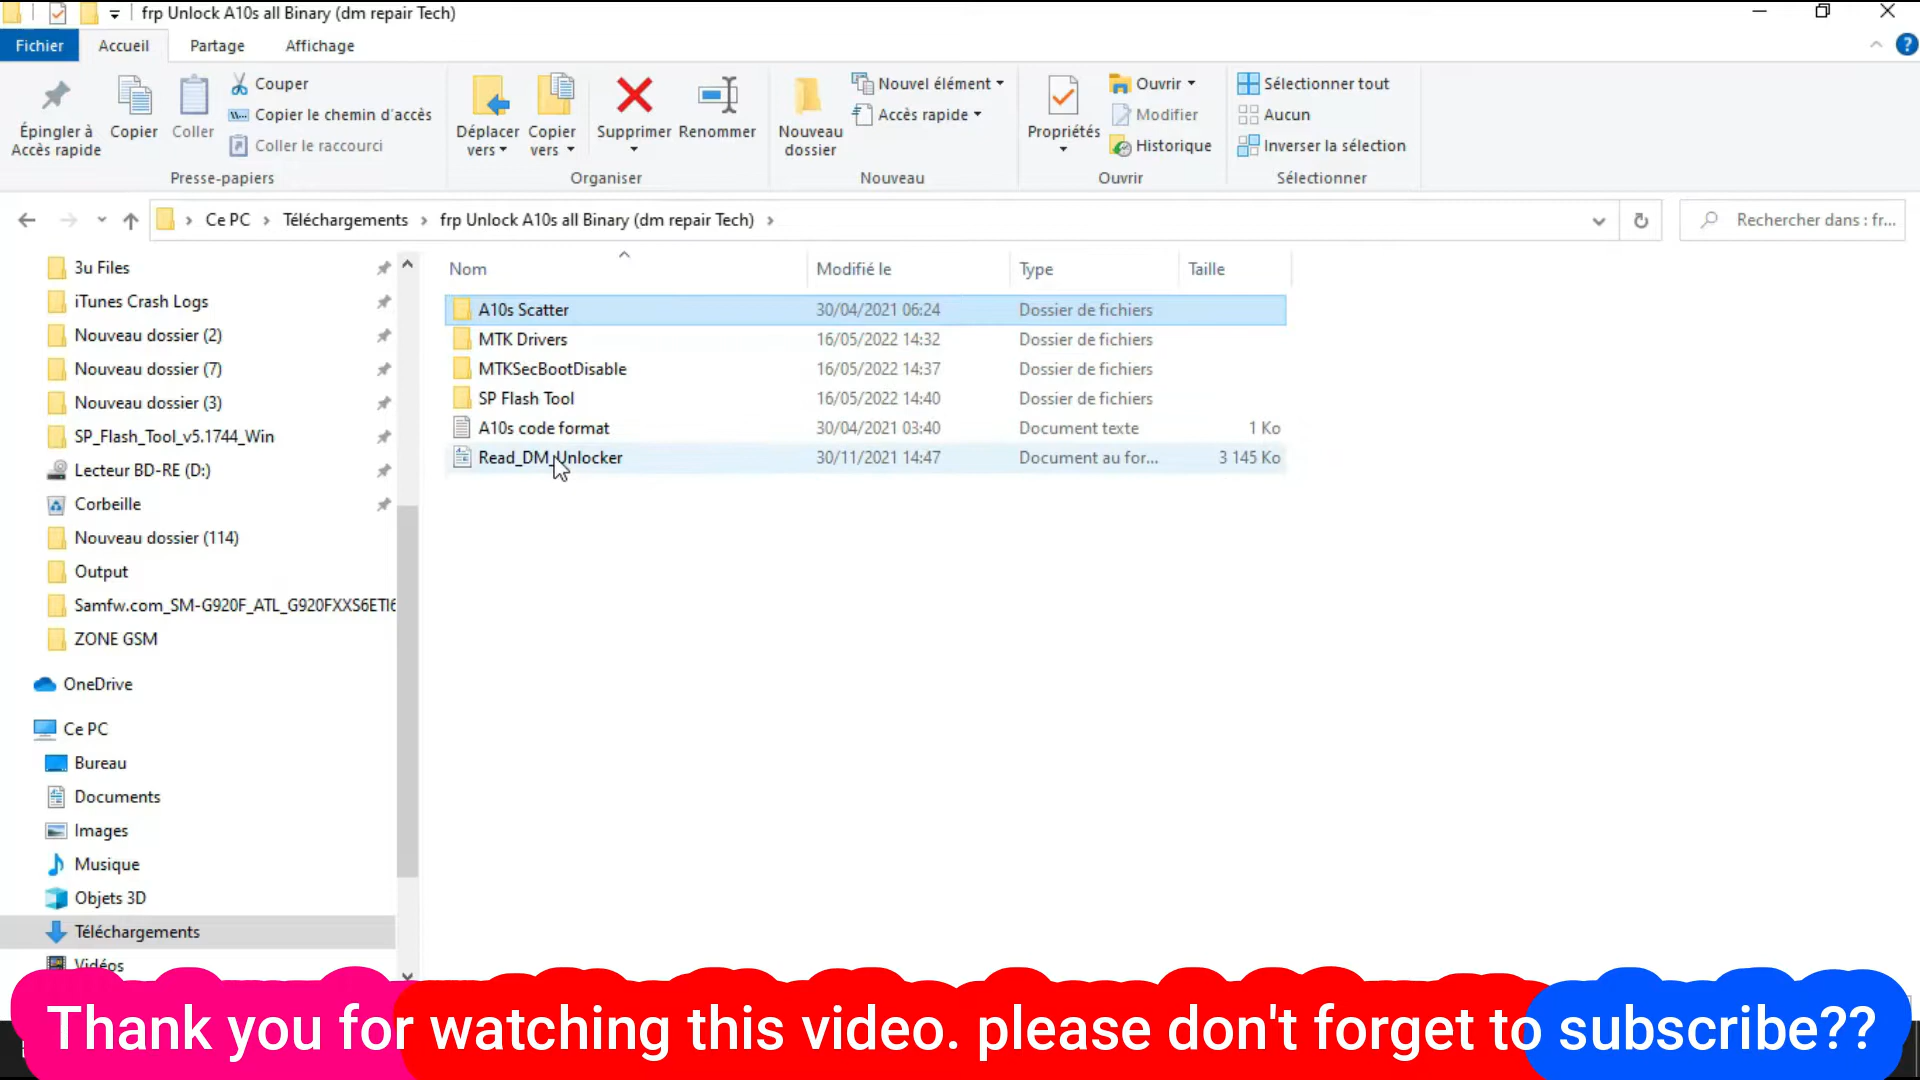 frp Unlock A10s all Binary (dm repair Tech)
Fichier Accueil Partage Affichage
Épingler à Accès rapide
Copier
Coller
Couper
Copier le chemin d'accès
Coller le raccourci
Presse-papiers
Déplacer vers
Copier vers
Supprimer
Renommer
Organiser
Nouveau dossier
Nouvel élément
Accès rapide
Nouveau
Propriétés
Ouvrir
Modifier
Historique
Ouvrir
Sélectionner tout
Aucun
Inverser la sélection
Sélectionner
Ce PC Téléchargements frp Unlock A10s all Binary (dm repair Tech)
Rechercher dans : fr...
3u Files
iTunes Crash Logs
Nouveau dossier (2)
Nouveau dossier (7)
Nouveau dossier (3)
SP_Flash_Tool_v5.1744_Win
Lecteur BD-RE (D:)
Corbeille
Nouveau dossier (114)
Output
Samfw.com_SM-G920F_ATL_G920FXXS6ETI6
ZONE GSM
OneDrive
Ce PC
Bureau
Documents
Images
Musique
Objets 3D
Téléchargements
Vidéos
Nom Modifié le Type Taille
A10s Scatter 30/04/2021 06:24 Dossier de fichiers
MTK Drivers 16/05/2022 14:32 Dossier de fichiers
MTKSecBootDisable 16/05/2022 14:37 Dossier de fichiers
SP Flash Tool 16/05/2022 14:40 Dossier de fichiers
A10s code format 30/04/2021 03:40 Document texte 1 Ko
Read_DM_Unlocker 30/11/2021 14:47 Document au for... 3 145 Ko
Thank you for watching this video. please don't forget to subscribe??